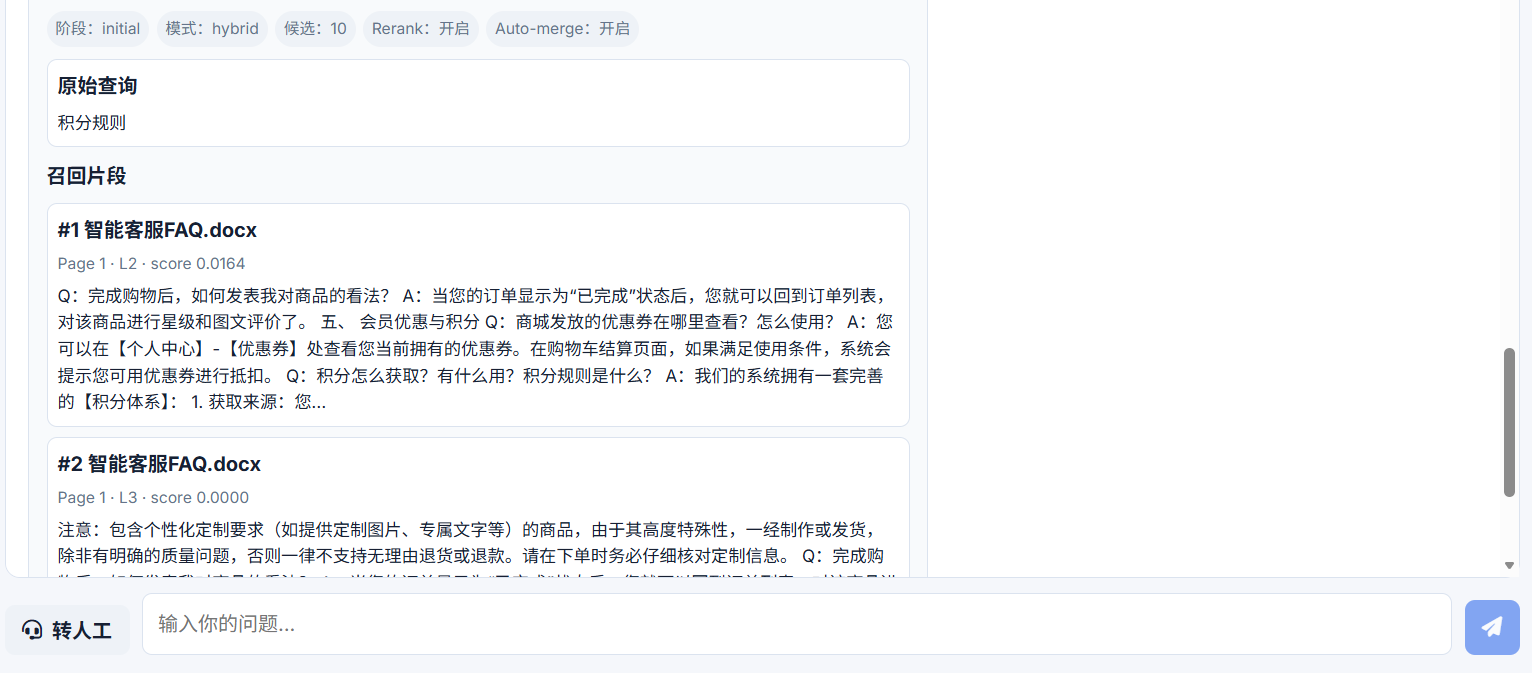 阶段：initial 模式：hybrid 候选：10 Rerank：开启 Auto-merge：开启
原始查询
积分规则
召回片段
#1 智能客服FAQ.docx
Page 1 · L2 · score 0.0164
Q：完成购物后，如何发表我对商品的看法？ A：当您的订单显示为“已完成”状态后，您就可以回到订单列表，
对该商品进行星级和图文评价了。 五、 会员优惠与积分 Q：商城发放的优惠券在哪里查看？怎么使用？ A：您
可以在【个人中心】-【优惠券】处查看您当前拥有的优惠券。在购物车结算页面，如果满足使用条件，系统会
提示您可用优惠券进行抵扣。 Q：积分怎么获取？有什么用？积分规则是什么？ A：我们的系统拥有一套完善
的【积分体系】： 1. 获取来源：您...
#2 智能客服FAQ.docx
Page 1 · L3 · score 0.0000
注意：包含个性化定制要求（如提供定制图片、专属文字等）的商品，由于其高度特殊性，一经制作或发货，
除非有明确的质量问题，否则一律不支持无理由退货或退款。请在下单时务必仔细核对定制信息。 Q：完成购
转人工
输入你的问题...